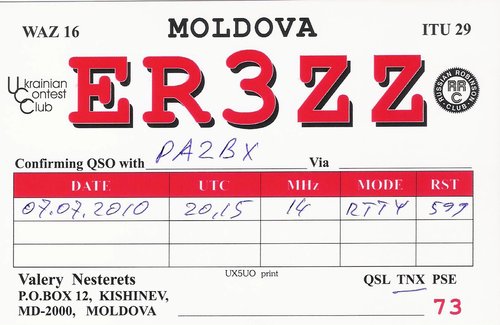 WAZ 16 MOLDOVA ITU 29
Ukrainian Contest Club
ER3ZZ
RUSSIAN ROBINSON CLUB RRC
Confirming QSO with PA2BX Via
DATE UTC MHz MODE RST
07.07.2010 20,15 14 RTTY 599
UX5UO print
Valery Nesterets QSL TNX PSE
P.O.BOX 12, KISHINEV,
MD-2000, MOLDOVA 73